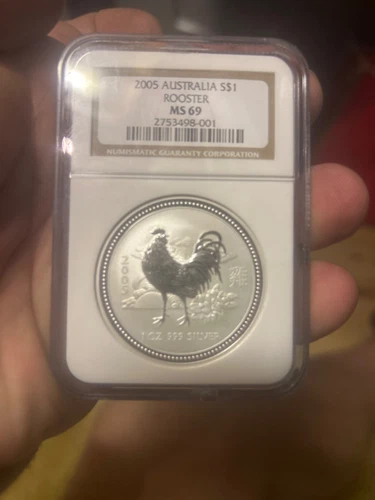 2005 AUSTRALIA S$1
ROOSTER
MS 69
2753498-001
NUMISMATIC GUARANTY CORPORATION
2005
1 OZ 999 SILVER